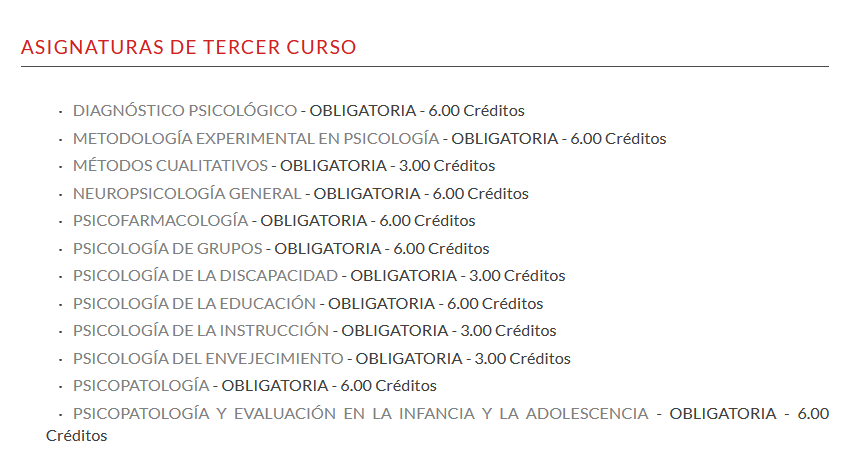 ASIGNATURAS DE TERCER CURSO
· DIAGNÓSTICO PSICOLÓGICO - OBLIGATORIA - 6.00 Créditos
· METODOLOGÍA EXPERIMENTAL EN PSICOLOGÍA - OBLIGATORIA - 6.00 Créditos
· MÉTODOS CUALITATIVOS - OBLIGATORIA - 3.00 Créditos
· NEUROPSICOLOGÍA GENERAL - OBLIGATORIA - 6.00 Créditos
· PSICOFARMACOLOGÍA - OBLIGATORIA - 6.00 Créditos
· PSICOLOGÍA DE GRUPOS - OBLIGATORIA - 6.00 Créditos
· PSICOLOGÍA DE LA DISCAPACIDAD - OBLIGATORIA - 3.00 Créditos
· PSICOLOGÍA DE LA EDUCACIÓN - OBLIGATORIA - 6.00 Créditos
· PSICOLOGÍA DE LA INSTRUCCIÓN - OBLIGATORIA - 3.00 Créditos
· PSICOLOGÍA DEL ENVEJECIMIENTO - OBLIGATORIA - 3.00 Créditos
· PSICOPATOLOGÍA - OBLIGATORIA - 6.00 Créditos
· PSICOPATOLOGÍA Y EVALUACIÓN EN LA INFANCIA Y LA ADOLESCENCIA - OBLIGATORIA - 6.00
Créditos